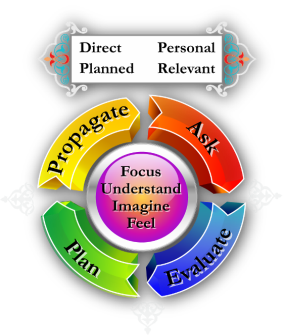 Direct Personal
Planned Relevant
Propagate
Ask
Focus
Understand
Imagine
Feel
Plan
Evaluate